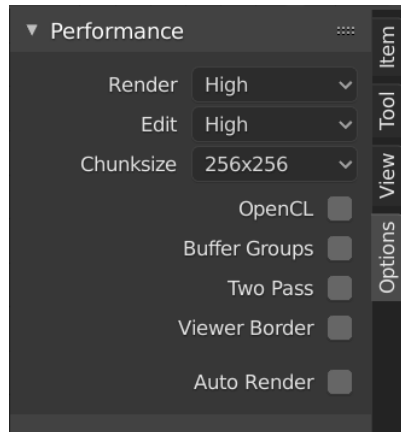 Performance
Render High
Edit High
Chunksize 256x256
OpenCL
Buffer Groups
Two Pass
Viewer Border
Auto Render
Item
Tool
View
Options